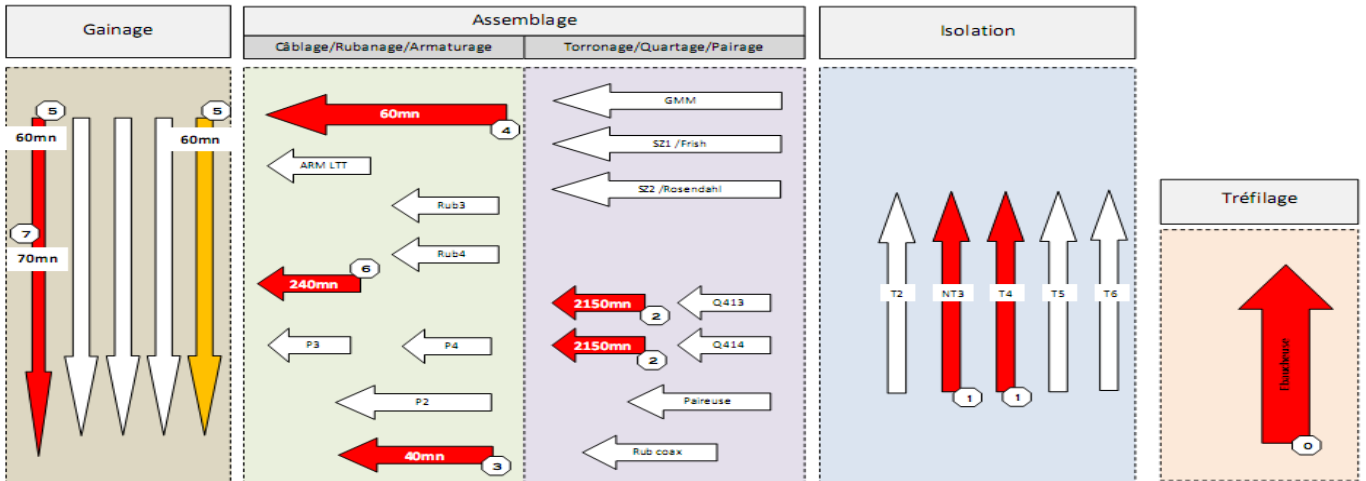 Gainage
Assemblage
Câblage/Rubanage/Armaturage
Torronage/Quartage/Pairage
Isolation
Tréfilage
5
60mn
7
70mn
5
60mn
60mn
4
ARM LTT
Rub3
Rub4
240mn
6
P3
P4
P2
40mn
3
GMM
SZ1 /Frish
SZ2 /Rosendahl
2150mn
2
Q413
2150mn
2
Q414
Paireuse
Rub coax
T2
NT3
T4
T5
T6
1
1
Ebaucheuse
0